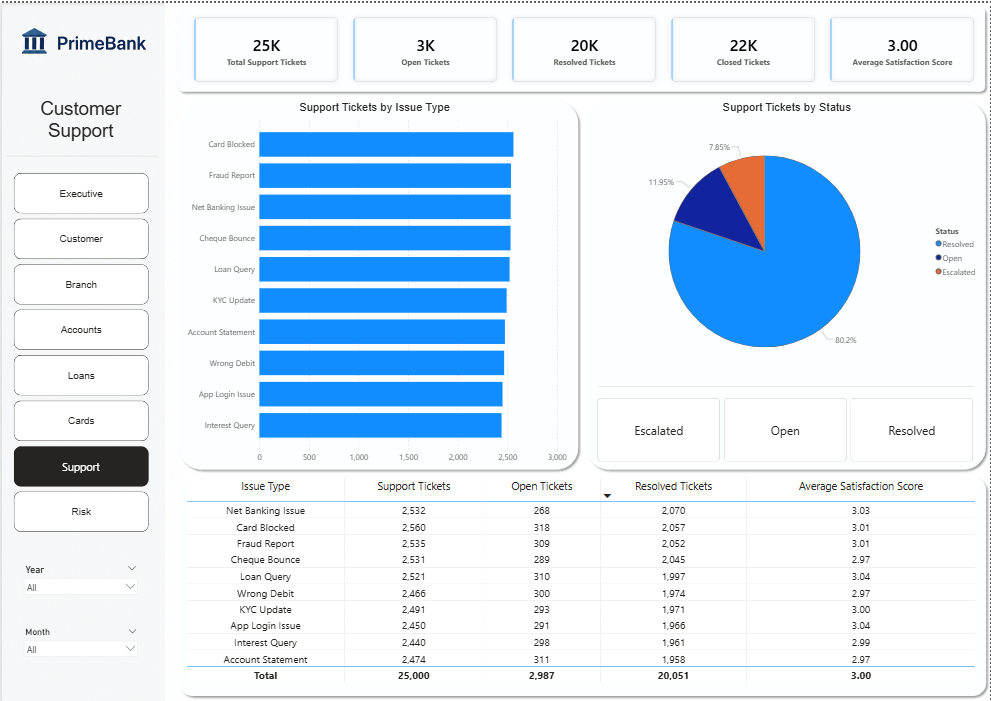 PrimeBank
Customer
Support
Executive
Customer
Branch
Accounts
Loans
Cards
Support
Risk
Year
All
Month
All
25K
Total Support Tickets
3K
Open Tickets
20K
Resolved Tickets
22K
Closed Tickets
3.00
Average Satisfaction Score
Support Tickets by Issue Type
Card Blocked
Fraud Report
Net Banking Issue
Cheque Bounce
Loan Query
KYC Update
Account Statement
Wrong Debit
App Login Issue
Interest Query
0 500 1,000 1,500 2,000 2,500 3,000
Support Tickets by Status
7.85%
11.95%
80.2%
Status
Resolved
Open
Escalated
Escalated Open Resolved
Issue Type Support Tickets Open Tickets Resolved Tickets Average Satisfaction Score
Net Banking Issue 2,532 268 2,070 3.03
Card Blocked 2,560 318 2,057 3.01
Fraud Report 2,535 309 2,052 3.01
Cheque Bounce 2,531 289 2,045 2.97
Loan Query 2,521 310 1,997 3.04
Wrong Debit 2,466 300 1,974 2.97
KYC Update 2,491 293 1,971 3.00
App Login Issue 2,450 291 1,966 3.04
Interest Query 2,440 298 1,961 2.99
Account Statement 2,474 311 1,958 2.97
Total 25,000 2,987 20,051 3.00